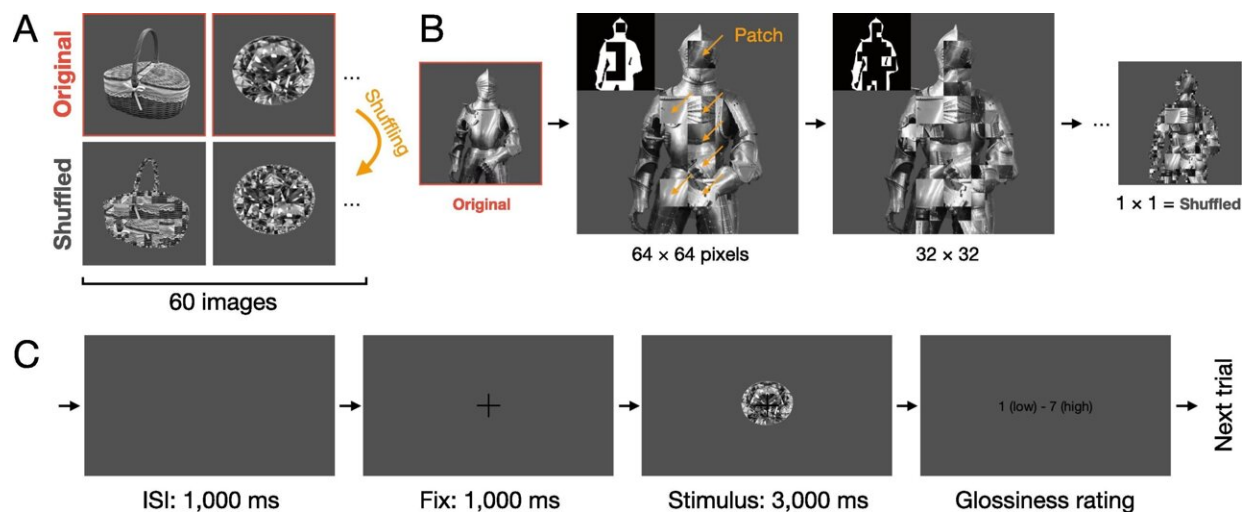 A
Original
Shuffled
...
...
Shuffling
60 images
B
Original
Patch
64 × 64 pixels
32 × 32
...
1 × 1 = Shuffled
C
1 (low) - 7 (high)
Next trial
ISI: 1,000 ms
Fix: 1,000 ms
Stimulus: 3,000 ms
Glossiness rating